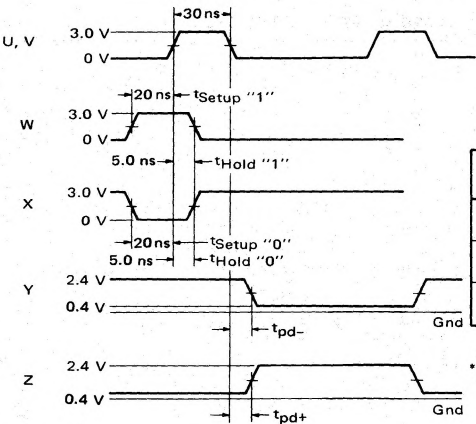 30 ns
U, V
3.0 V
0 V
20 ns
tSetup "1"
W
3.0 V
0 V
5.0 ns
tHold "1"
X
3.0 V
0 V
20 ns
tSetup "0"
5.0 ns
tHold "0"
Y
2.4 V
0.4 V
Gnd
tpd−
Z
2.4 V
0.4 V
Gnd
tpd+
*